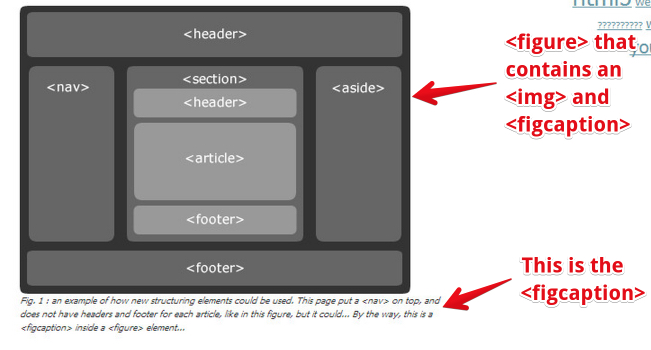 html5 we
?????????? W
you
<header>
<nav>
<section>
<aside>
<header>
<article>
<footer>
<footer>
<figure> that
contains an
<img> and
<figcaption>
Fig. 1 : an example of how new structuring elements could be used. This page put a <nav> on top, and
does not have headers and footer for each article, like in this figure, but it could... By the way, this is a
<figcaption> inside a <figure> element...
This is the
<figcaption>